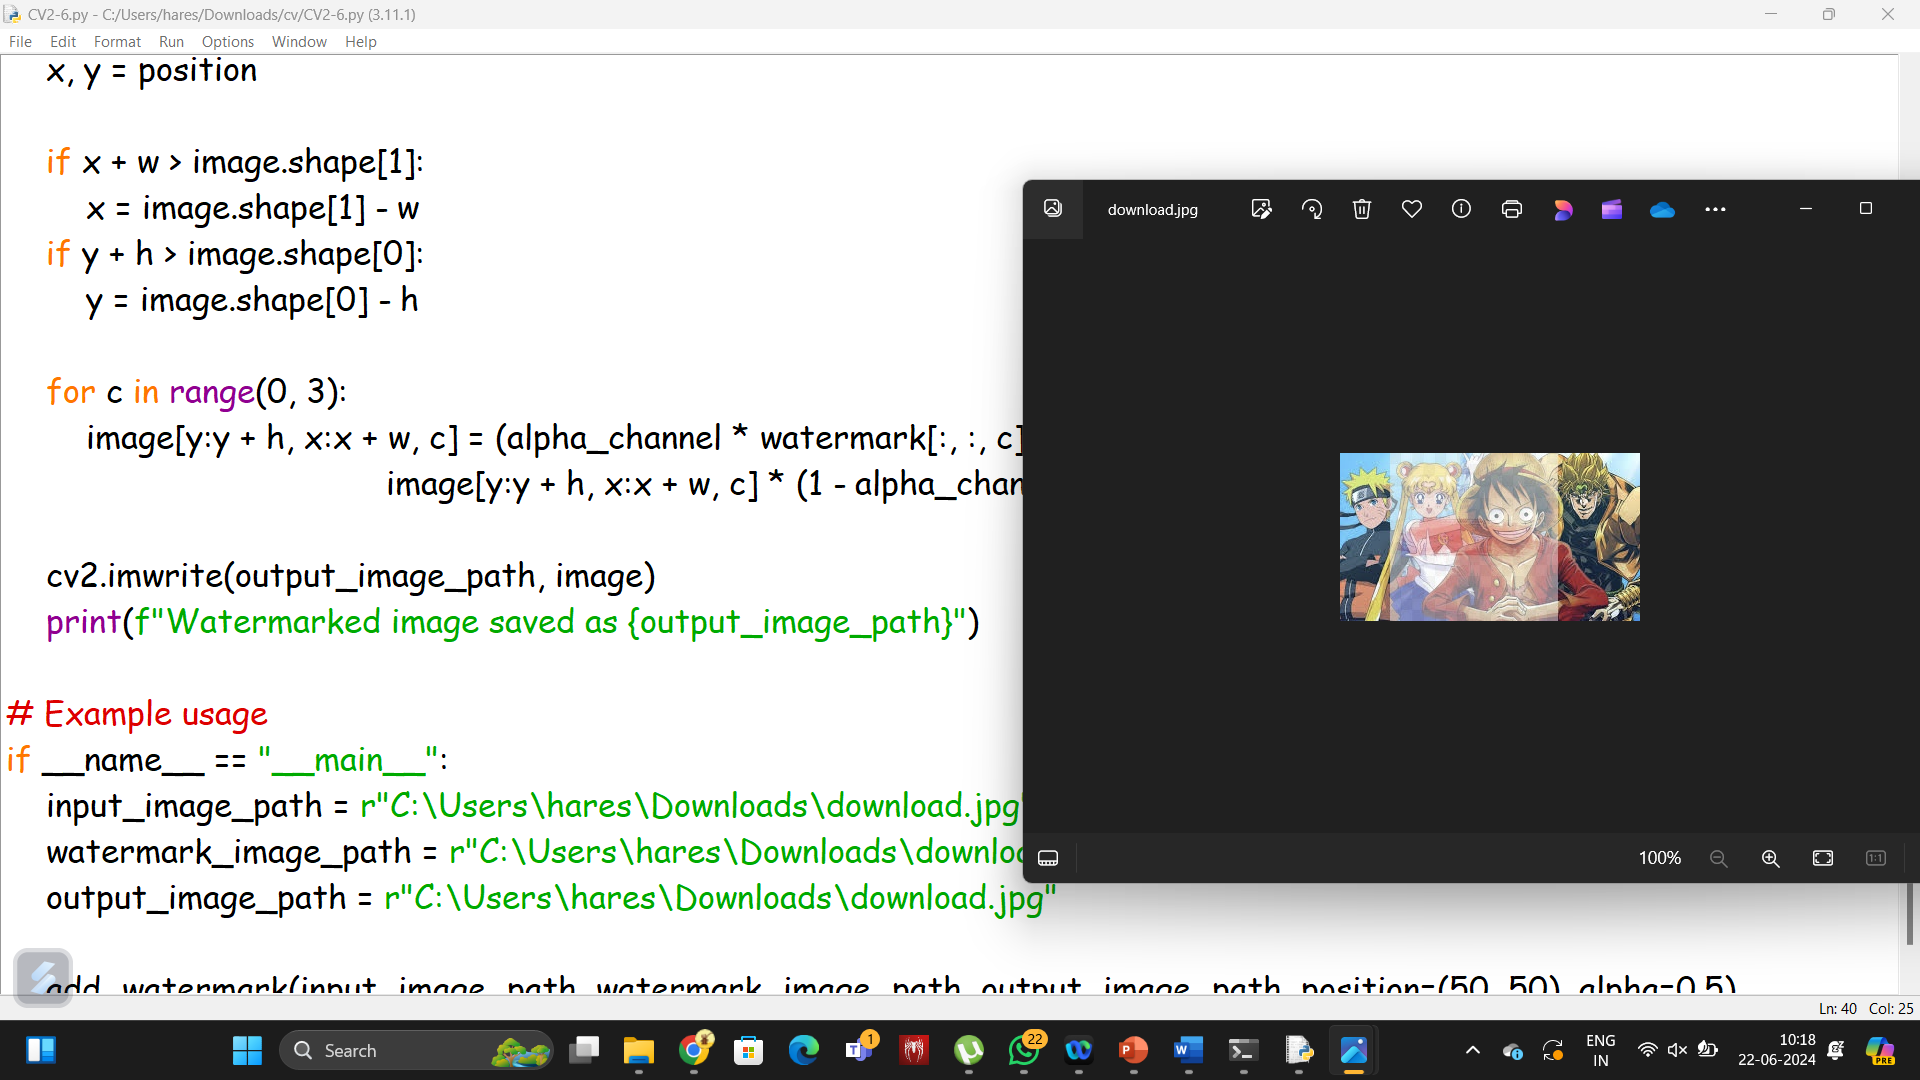 CV2-6.py - C:/Users/hares/Downloads/cv/CV2-6.py (3.11.1)
File Edit Format Run Options Window Help
x, y = position
if x + w > image.shape[1]:
x = image.shape[1] - w
if y + h > image.shape[0]:
y = image.shape[0] - h
for c in range(0, 3):
image[y:y + h, x:x + w, c] = (alpha_channel * watermark[:, :, c]
image[y:y + h, x:x + w, c] * (1 - alpha_chan
cv2.imwrite(output_image_path, image)
print(f"Watermarked image saved as {output_image_path}")
# Example usage
if __name__ == "__main__":
input_image_path = r"C:\Users\hares\Downloads\download.jpg"
watermark_image_path = r"C:\Users\hares\Downloads\downloa
output_image_path = r"C:\Users\hares\Downloads\download.jpg"
add_watermark(input_image_path, watermark_image_path, output_image_path, position=(50, 50), alpha=0.5)
download.jpg
100%
1:1
Ln: 40 Col: 25
Search
1
22
ENG
IN
10:18
22-06-2024
PRE